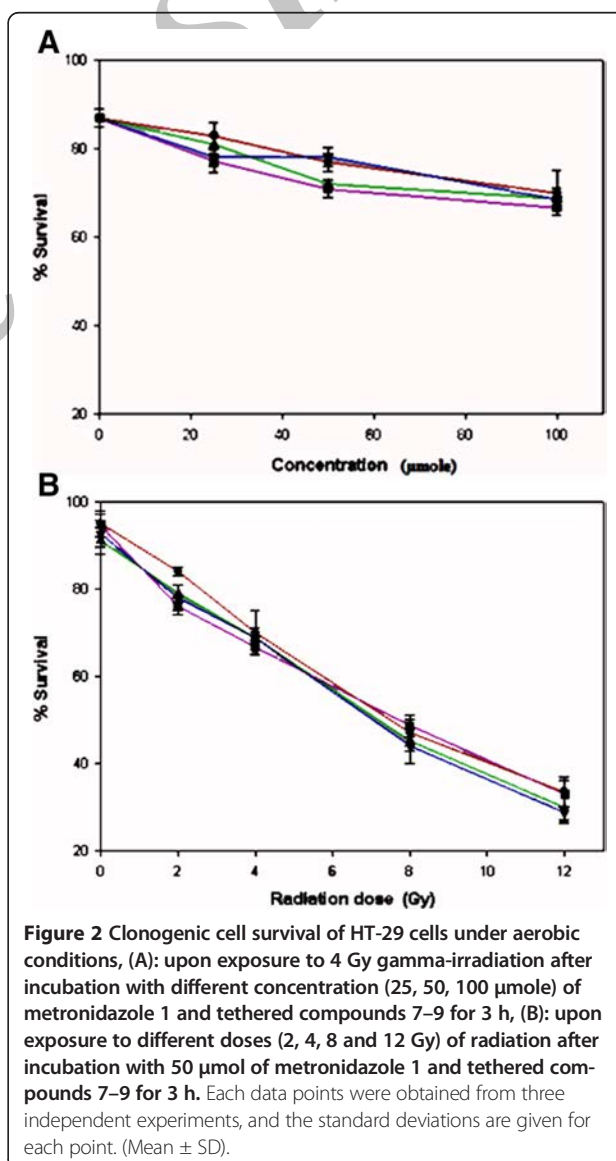 A
100
80
60
40
20
% Survival
0 20 40 60 80 100
Concentration (µmole)
B
100
80
60
40
20
% Survival
0 2 4 6 8 10 12
Radiation dose (Gy)
Figure 2 Clonogenic cell survival of HT-29 cells under aerobic
conditions, (A): upon exposure to 4 Gy gamma-irradiation after
incubation with different concentration (25, 50, 100 µmole) of
metronidazole 1 and tethered compounds 7–9 for 3 h, (B): upon
exposure to different doses (2, 4, 8 and 12 Gy) of radiation after
incubation with 50 µmol of metronidazole 1 and tethered com-
pounds 7–9 for 3 h. Each data points were obtained from three
independent experiments, and the standard deviations are given for
each point. (Mean ± SD).